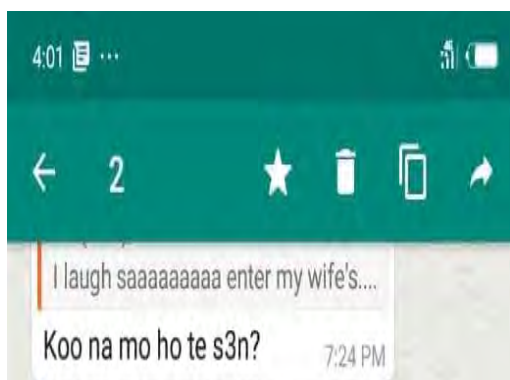 4:01 ...
2
I laugh saaaaaaaaa enter my wife's....
Koo na mo ho te s3n?
7:24 PM